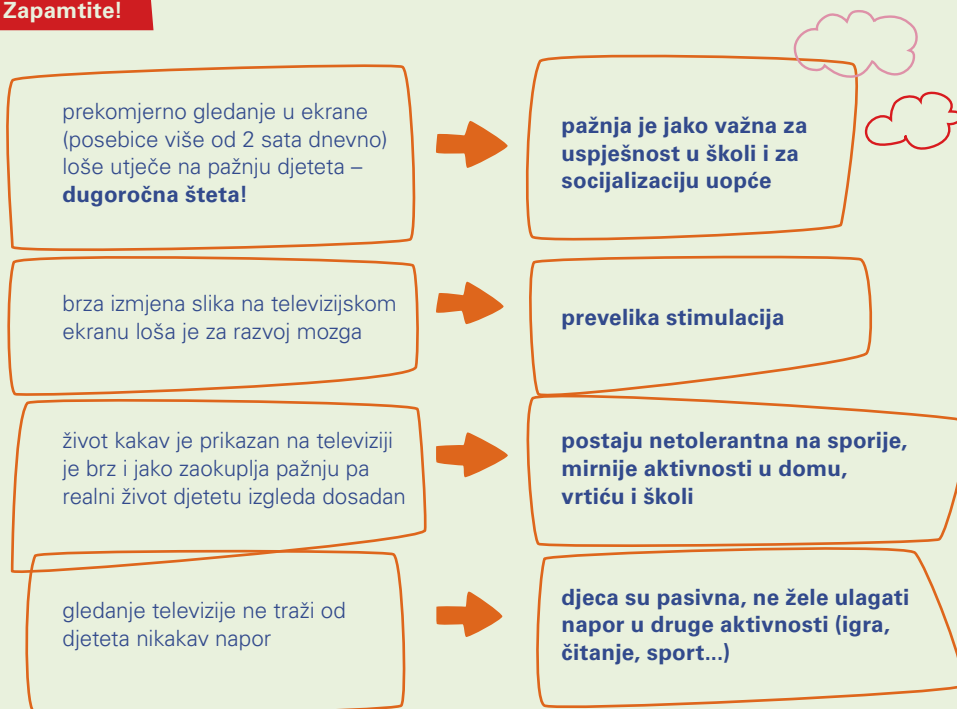 Zapamtite!
prekomjerno gledanje u ekrane
(posebice više od 2 sata dnevno)
loše utječe na pažnju djeteta –
dugoročna šteta!
pažnja je jako važna za
uspješnost u školi i za
socijalizaciju uopće
brza izmjena slika na televizijskom
ekranu loša je za razvoj mozga
prevelika stimulacija
život kakav je prikazan na televiziji
je brz i jako zaokuplja pažnju pa
realni život djetetu izgleda dosadan
postaju netolerantna na sporije,
mirnije aktivnosti u domu,
vrtiću i školi
gledanje televizije ne traži od
djeteta nikakav napor
djeca su pasivna, ne žele ulagati
napor u druge aktivnosti (igra,
čitanje, sport...)